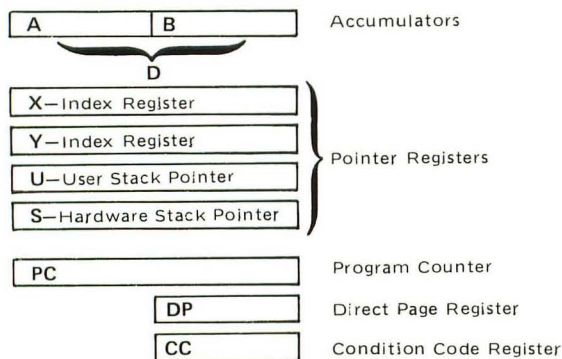 A B Accumulators
D
X—Index Register
Y—Index Register
U—User Stack Pointer
S—Hardware Stack Pointer
Pointer Registers
PC Program Counter
DP Direct Page Register
CC Condition Code Register